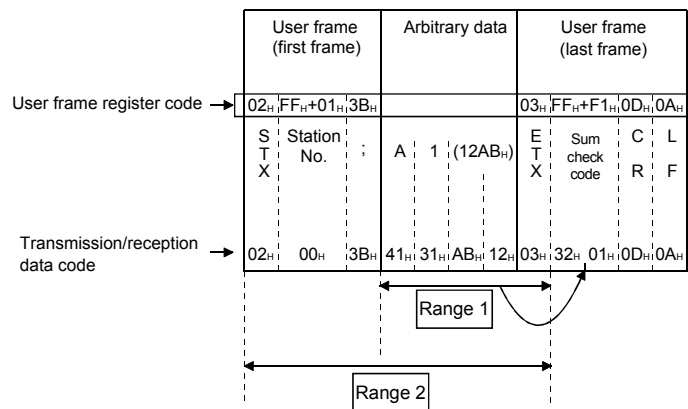 User frame (first frame) Arbitrary data User frame (last frame)
User frame register code 02H FFH+01H 3BH 03H FFH+F1H 0DH 0AH
STX Station No. ; A 1 (12ABH) ETX Sum check code CR LF
Transmission/reception data code 02H 00H 3BH 41H 31H ABH 12H 03H 32H 01H 0DH 0AH
Range 1
Range 2